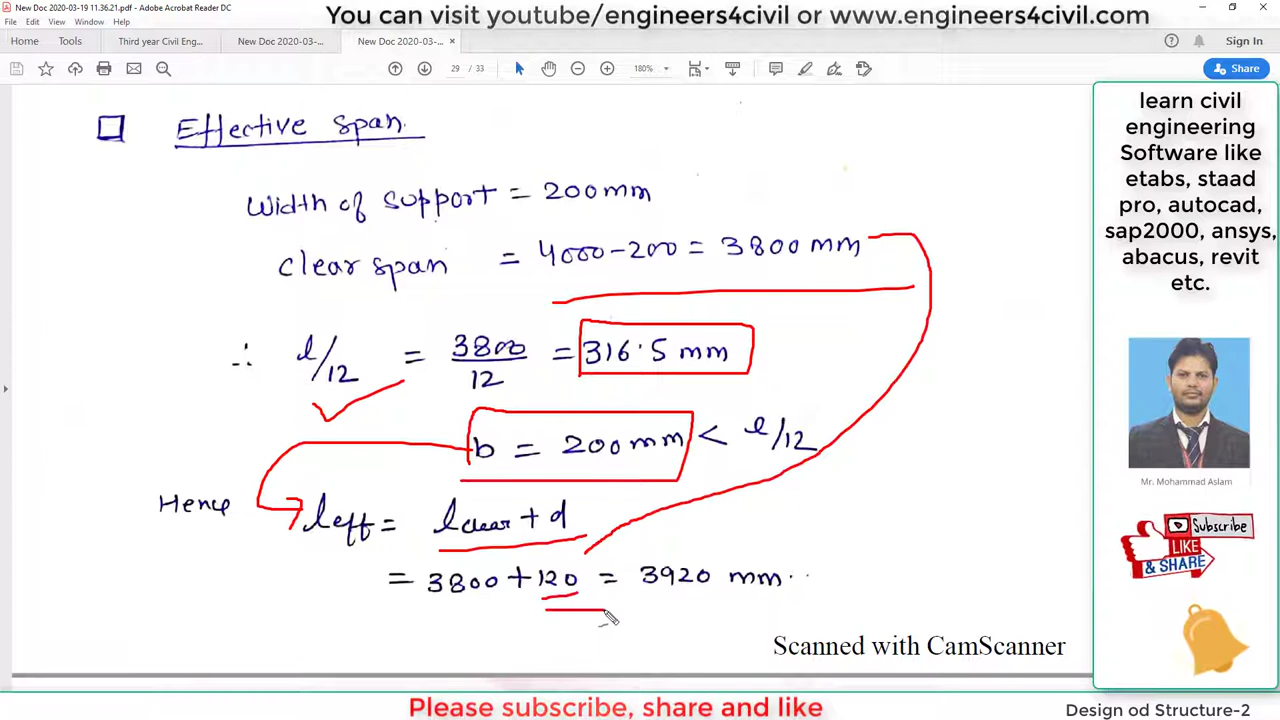 New Doc 2020-03-19 11.36.21.pdf - Adobe Acrobat Reader DC
You can visit youtube/engineers4civil or www.engineers4civil.com
File Edit View Window Help
Home Tools Third year Civil Eng... New Doc 2020-03-... New Doc 2020-03-... × Sign In
29 / 33 180% Share
Effective span.
Width of support = 200mm
clear span = 4000-200 = 3800 mm
∴ l/12 = 3800/12 = 316.5 mm
b = 200mm < l/12
Hence leff = lclear + d
= 3800+120 = 3920 mm..
Scanned with CamScanner
learn civil
engineering
Software like
etabs, staad
pro, autocad,
sap2000, ansys,
abacus, revit
etc.
Mr. Mohammad Aslam
Subscribe
LIKE
& SHARE
Please subscribe, share and like
Design od Structure-2